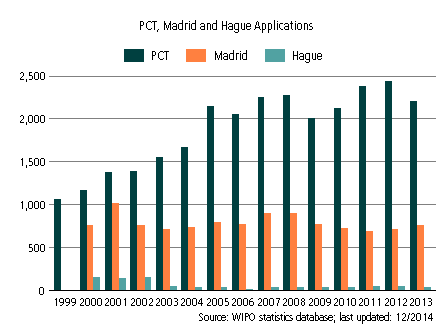 PCT, Madrid and Hague Applications
PCT Madrid Hague
2,500
2,000
1,500
1,000
500
0
1999 2000 2001 2002 2003 2004 2005 2006 2007 2008 2009 2010 2011 2012 2013
Source: WIPO statistics database; last updated: 12/2014